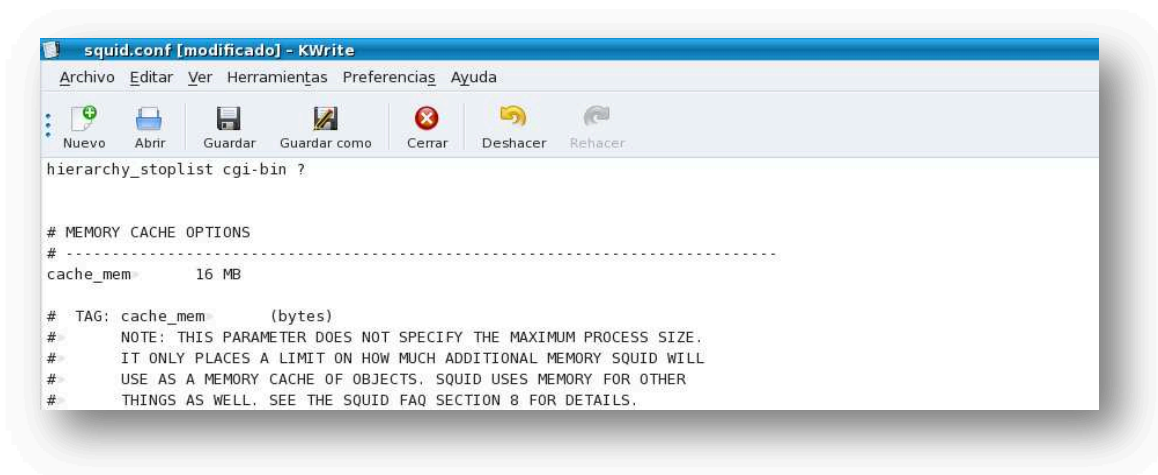 squid.conf [modificado] – KWrite
Archivo Editar Ver Herramientas Preferencias Ayuda
Nuevo Abrir Guardar Guardar como Cerrar Deshacer Rehacer
hierarchy_stoplist cgi-bin ?
# MEMORY CACHE OPTIONS
# -----------------------------------------------------------------------------
cache_mem 16 MB
# TAG: cache_mem (bytes)
# NOTE: THIS PARAMETER DOES NOT SPECIFY THE MAXIMUM PROCESS SIZE.
# IT ONLY PLACES A LIMIT ON HOW MUCH ADDITIONAL MEMORY SQUID WILL
# USE AS A MEMORY CACHE OF OBJECTS. SQUID USES MEMORY FOR OTHER
# THINGS AS WELL. SEE THE SQUID FAQ SECTION 8 FOR DETAILS.